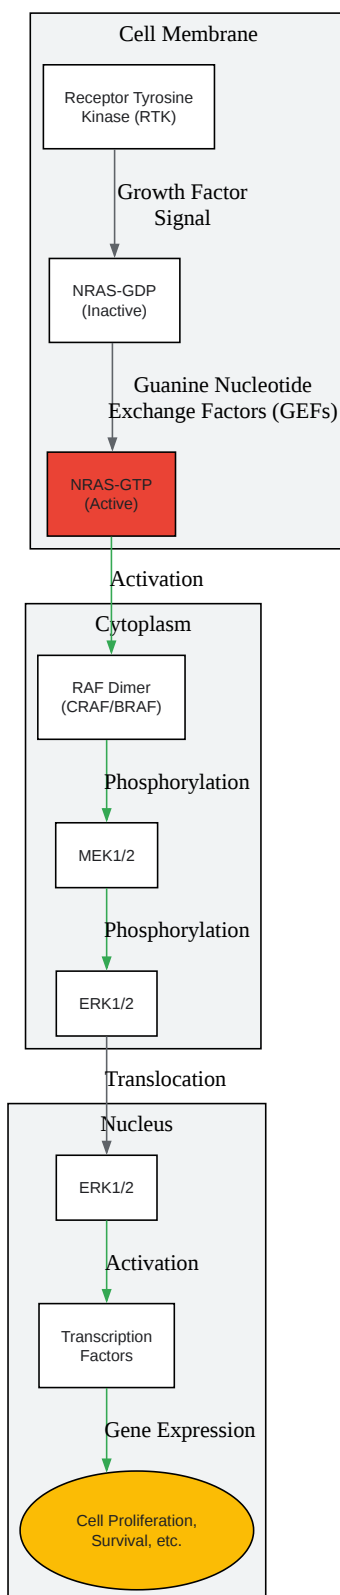 Cell Membrane
Receptor Tyrosine
Kinase (RTK)
Growth Factor
Signal
NRAS-GDP
(Inactive)
Guanine Nucleotide
Exchange Factors (GEFs)
NRAS-GTP
(Active)
Activation
Cytoplasm
RAF Dimer
(CRAF/BRAF)
Phosphorylation
MEK1/2
Phosphorylation
ERK1/2
Translocation
Nucleus
ERK1/2
Activation
Transcription
Factors
Gene Expression
Cell Proliferation,
Survival, etc.